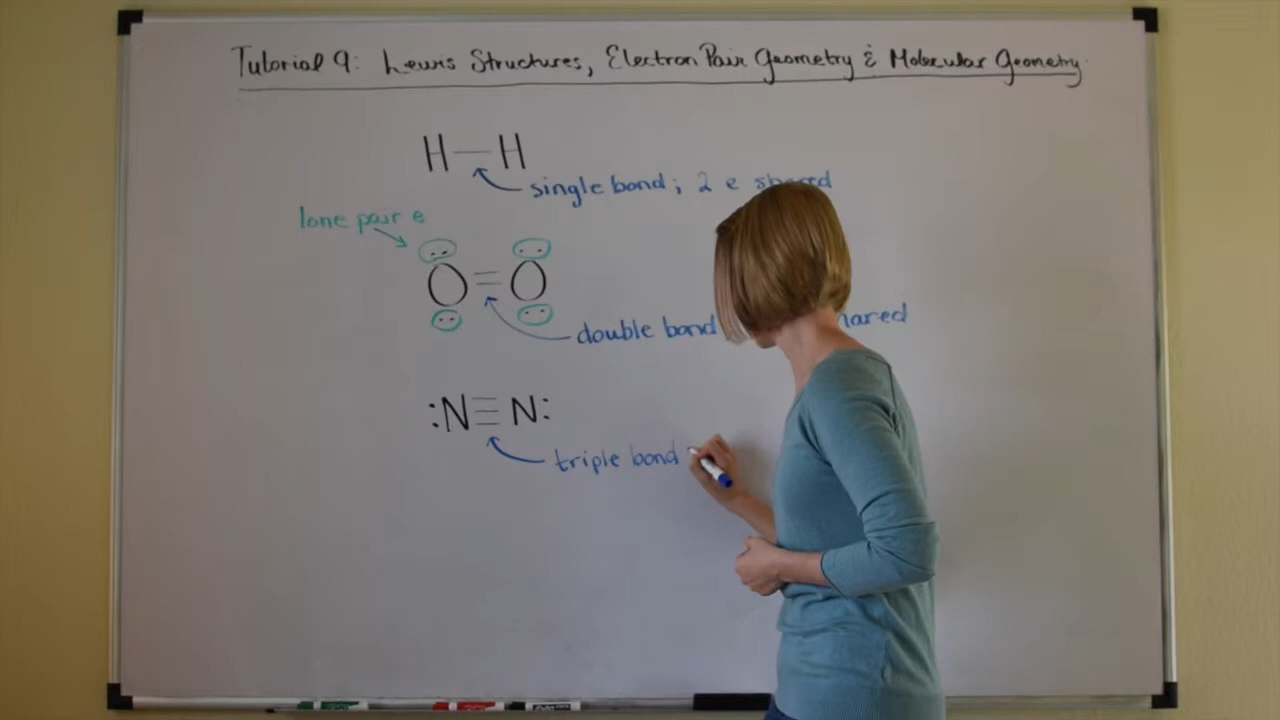 Tutorial 9: Lewis Structures, Electron Pair Geometry & Molecular Geometry
H—H
single bond; 2 e shared
lone pair e
O=O
double bond
:N≡N:
triple bond